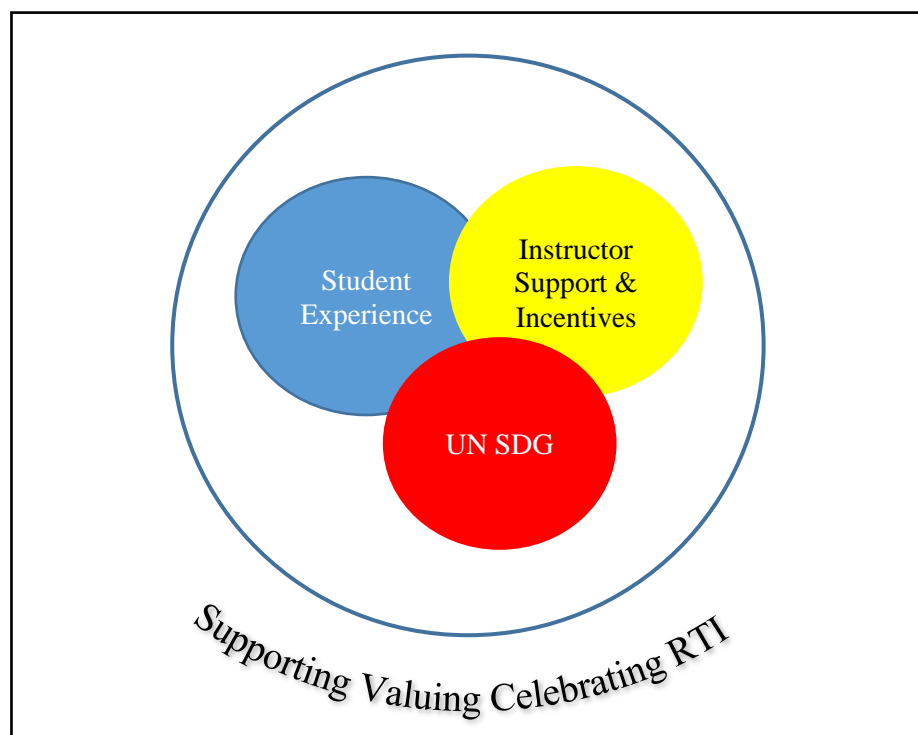 Student
Experience
Instructor
Support &
Incentives
UN SDG
Supporting Valuing Celebrating RTI